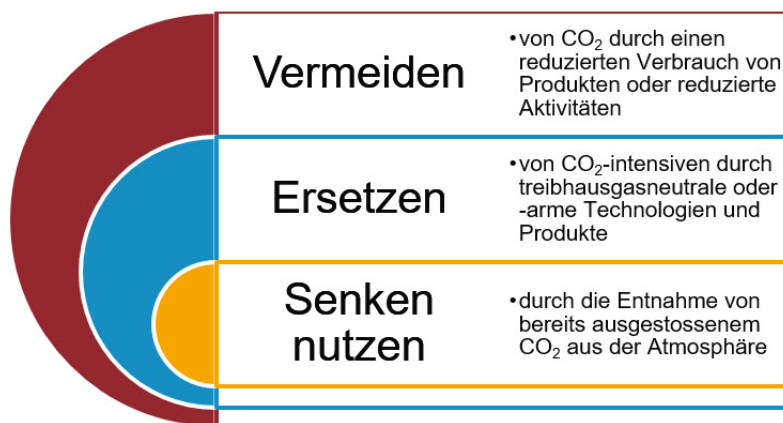 Vermeiden
•von CO₂ durch einen
reduzierten Verbrauch von
Produkten oder reduzierte
Aktivitäten
Ersetzen
•von CO₂-intensiven durch
treibhausgasneutrale oder
-arme Technologien und
Produkte
Senken
nutzen
•durch die Entnahme von
bereits ausgestossenem
CO₂ aus der Atmosphäre